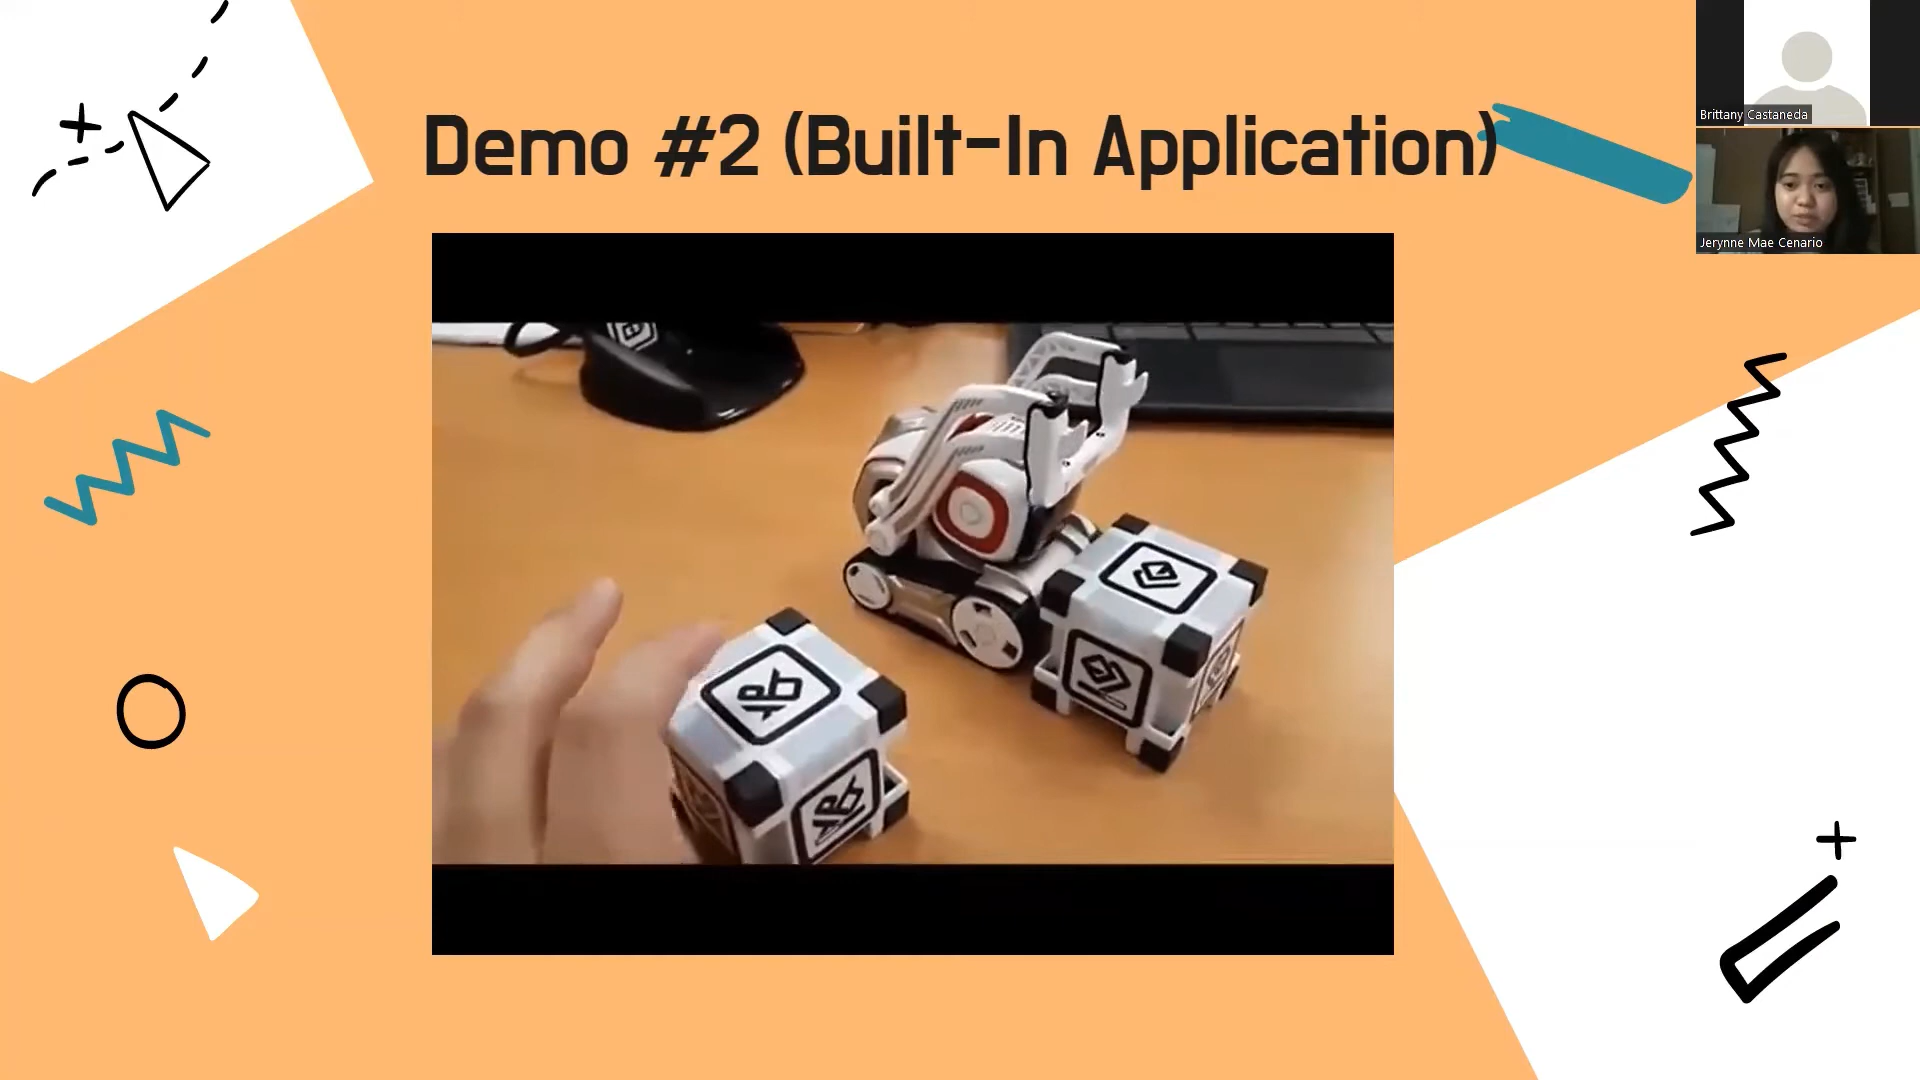 Demo #2 (Built-In Application)
Brittany Castaneda
Jerynne Mae Cenario